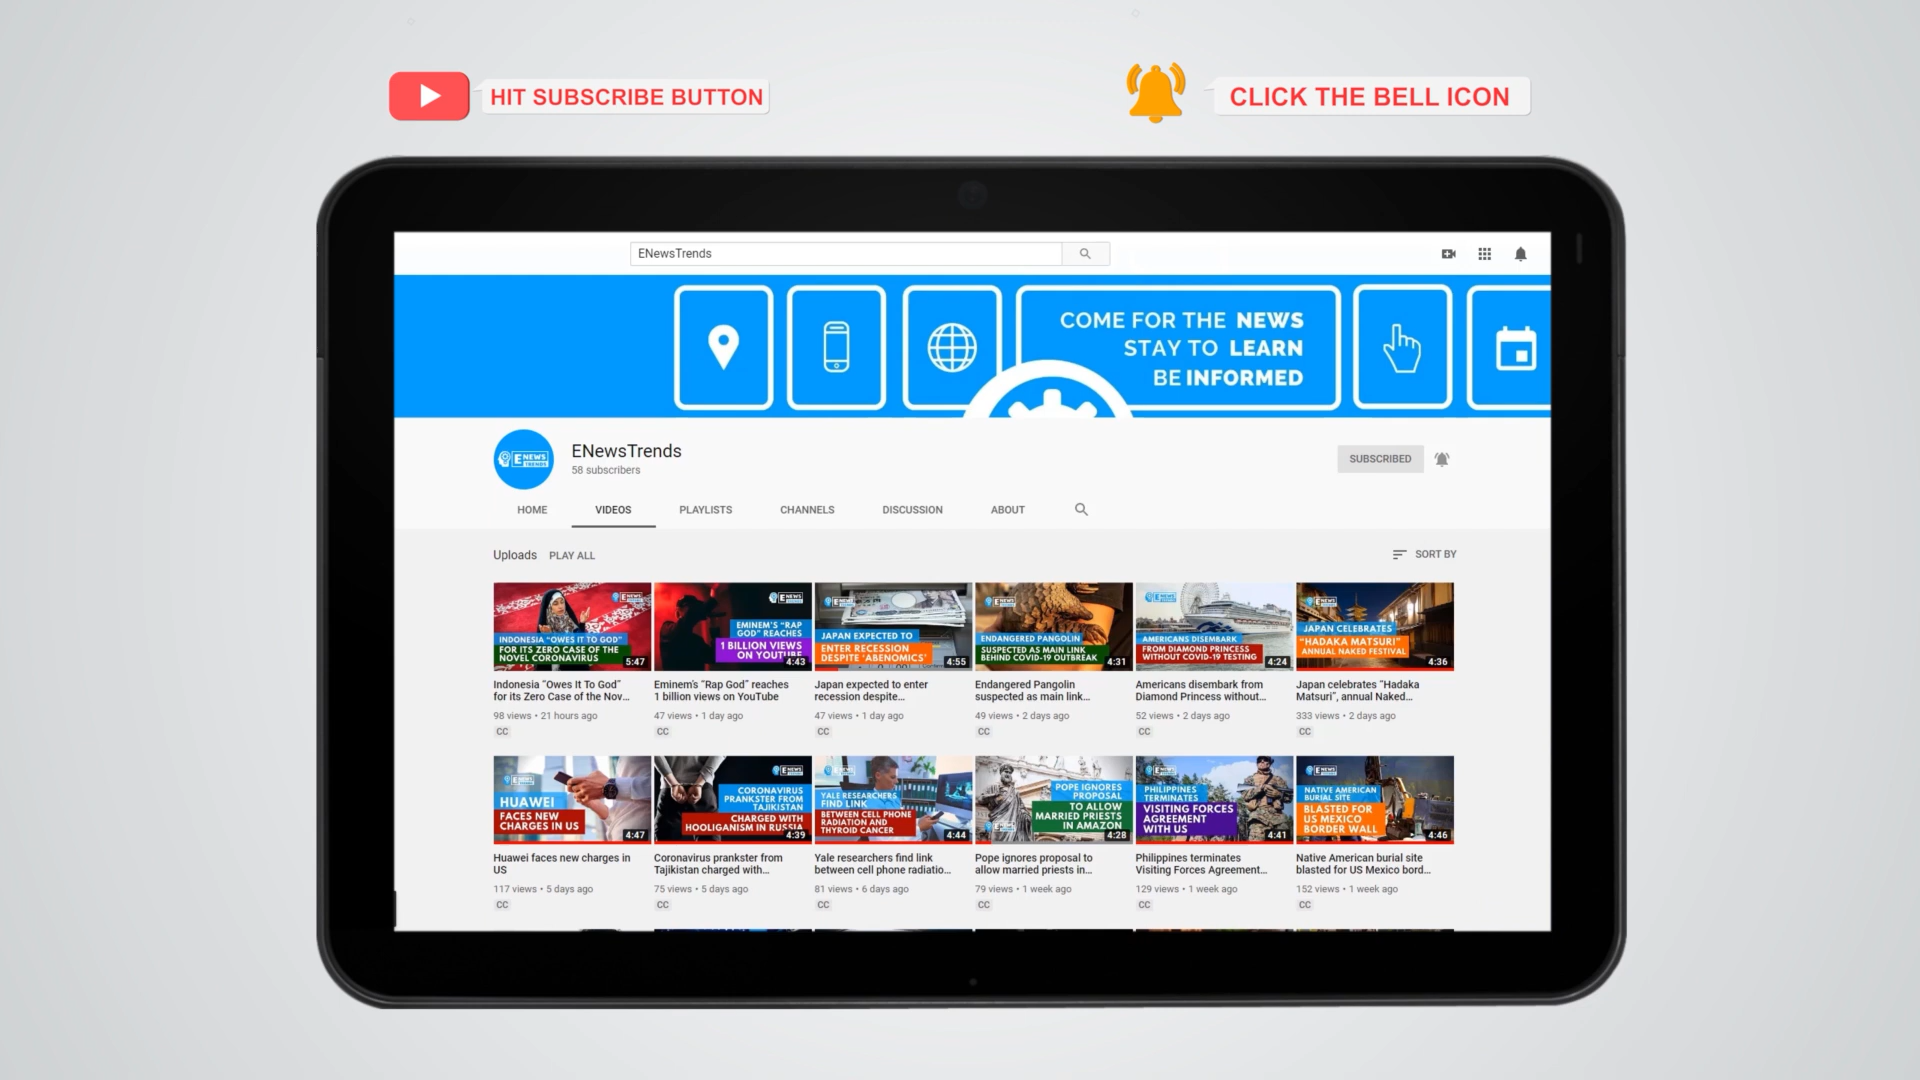 HIT SUBSCRIBE BUTTON
CLICK THE BELL ICON
ENewsTrends
COME FOR THE NEWS
STAY TO LEARN
BE INFORMED
E NEWS
TRENDS
ENewsTrends
58 subscribers
SUBSCRIBED
HOME VIDEOS PLAYLISTS CHANNELS DISCUSSION ABOUT
Uploads PLAY ALL
SORT BY
INDONESIA "OWES IT TO GOD"
FOR ITS ZERO CASE OF THE
NOVEL CORONAVIRUS
5:47
Indonesia "Owes It To God"
for its Zero Case of the Nov...
98 views • 21 hours ago
CC
EMINEM'S "RAP
GOD" REACHES
1 BILLION VIEWS
ON YOUTUBE
4:43
Eminem's "Rap God" reaches
1 billion views on YouTube
47 views • 1 day ago
CC
JAPAN EXPECTED TO
ENTER RECESSION
DESPITE 'ABENOMICS'
4:55
Japan expected to enter
recession despite...
47 views • 1 day ago
CC
ENDANGERED PANGOLIN
SUSPECTED AS MAIN LINK
BEHIND COVID-19 OUTBREAK
4:31
Endangered Pangolin
suspected as main link...
49 views • 2 days ago
CC
AMERICANS DISEMBARK
FROM DIAMOND PRINCESS
WITHOUT COVID-19 TESTING
4:24
Americans disembark from
Diamond Princess without...
52 views • 2 days ago
CC
JAPAN CELEBRATES
"HADAKA MATSURI"
ANNUAL NAKED FESTIVAL
4:36
Japan celebrates "Hadaka
Matsuri", annual Naked...
333 views • 2 days ago
CC
HUAWEI
FACES NEW
CHARGES IN US
4:47
Huawei faces new charges in
US
117 views • 5 days ago
CC
CORONAVIRUS
PRANKSTER FROM
TAJIKISTAN
CHARGED WITH
HOOLIGANISM IN RUSSIA
4:39
Coronavirus prankster from
Tajikistan charged with...
75 views • 5 days ago
CC
YALE RESEARCHERS
FIND LINK
BETWEEN CELL PHONE
RADIATION AND
THYROID CANCER
4:44
Yale researchers find link
between cell phone radiatio...
81 views • 6 days ago
CC
POPE IGNORES
PROPOSAL
TO ALLOW
MARRIED PRIESTS
IN AMAZON
4:28
Pope ignores proposal to
allow married priests in...
79 views • 1 week ago
CC
PHILIPPINES
TERMINATES
VISITING FORCES
AGREEMENT
WITH US
4:41
Philippines terminates
Visiting Forces Agreement...
129 views • 1 week ago
CC
NATIVE AMERICAN
BURIAL SITE
BLASTED FOR
US MEXICO
BORDER WALL
4:46
Native American burial site
blasted for US Mexico bord...
152 views • 1 week ago
CC